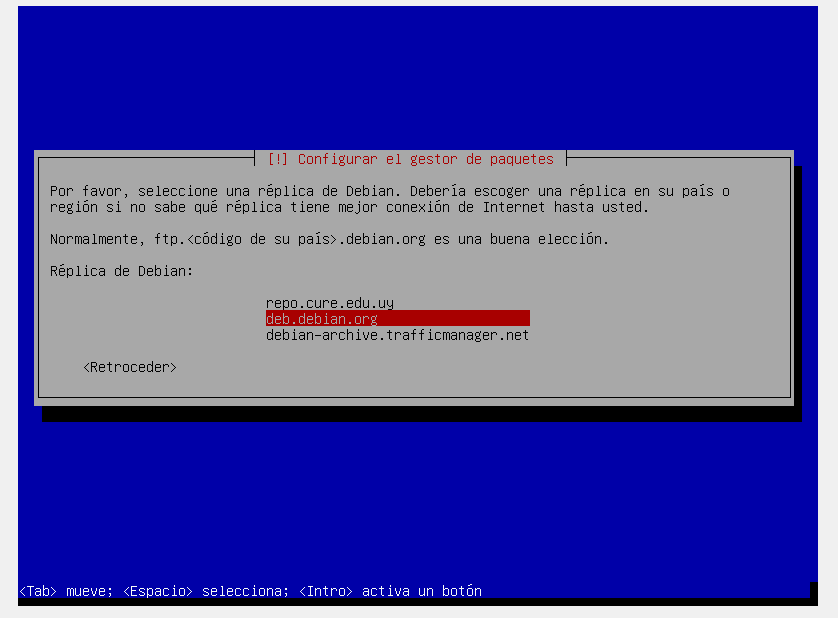 [!] Configurar el gestor de paquetes
Por favor, seleccione una réplica de Debian. Debería escoger una réplica en su país o
región si no sabe qué réplica tiene mejor conexión de Internet hasta usted.
Normalmente, ftp.<código de su país>.debian.org es una buena elección.
Réplica de Debian:
repo.cure.edu.uy
deb.debian.org
debian-archive.trafficmanager.net
<Retroceder>
<Tab> mueve; <Espacio> selecciona; <Intro> activa un botón